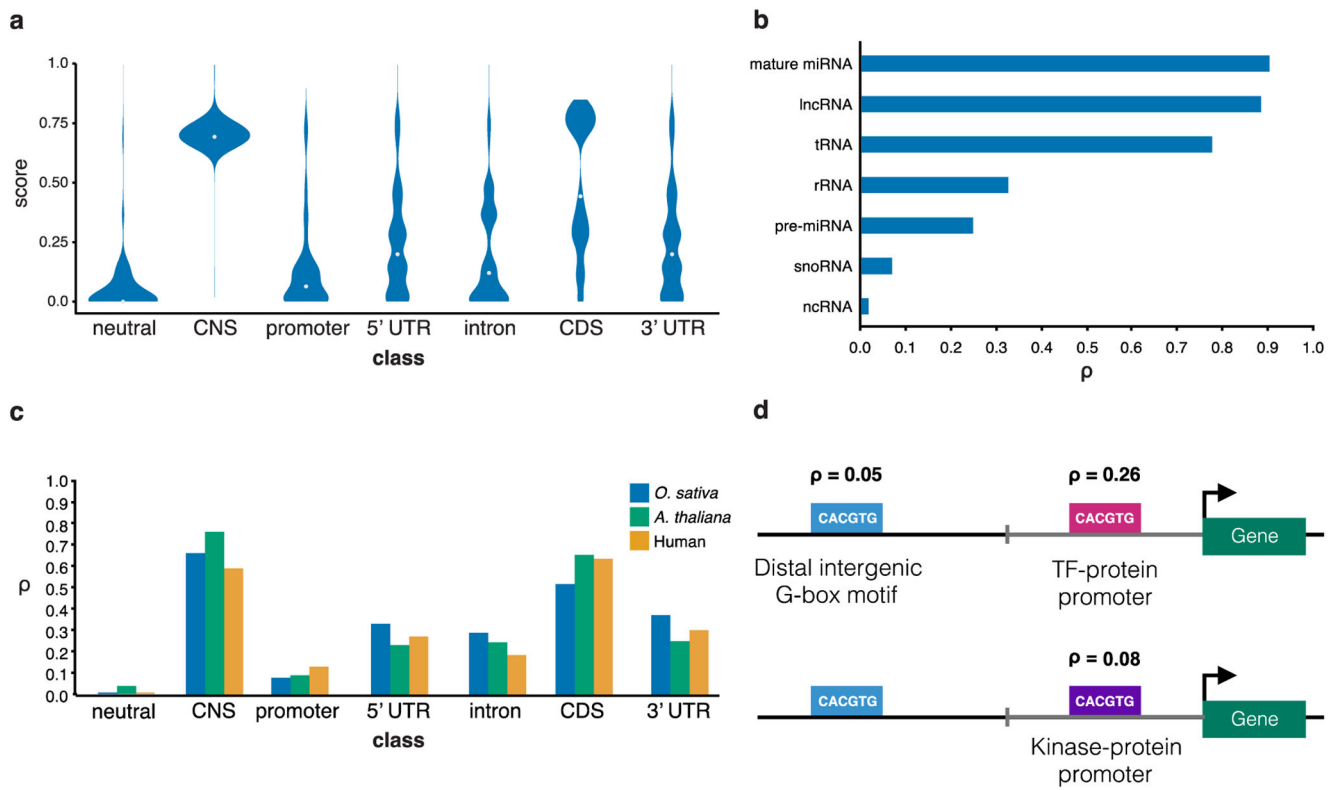 a
1.0
0.75
0.50
0.25
0.0
score
neutral CNS promoter 5’ UTR intron CDS 3’ UTR
class
b
mature miRNA
lncRNA
tRNA
rRNA
pre-miRNA
snoRNA
ncRNA
0.0 0.1 0.2 0.3 0.4 0.5 0.6 0.7 0.8 0.9 1.0
ρ
c
1.0
0.9
0.8
0.7
0.6
0.5
0.4
0.3
0.2
0.1
0.0
ρ
O. sativa
A. thaliana
Human
neutral CNS promoter 5’ UTR intron CDS 3’ UTR
class
d
ρ = 0.05 ρ = 0.26
CACGTG CACGTG
Gene
Distal intergenic
G-box motif
TF-protein
promoter
ρ = 0.08
CACGTG CACGTG
Gene
Kinase-protein
promoter